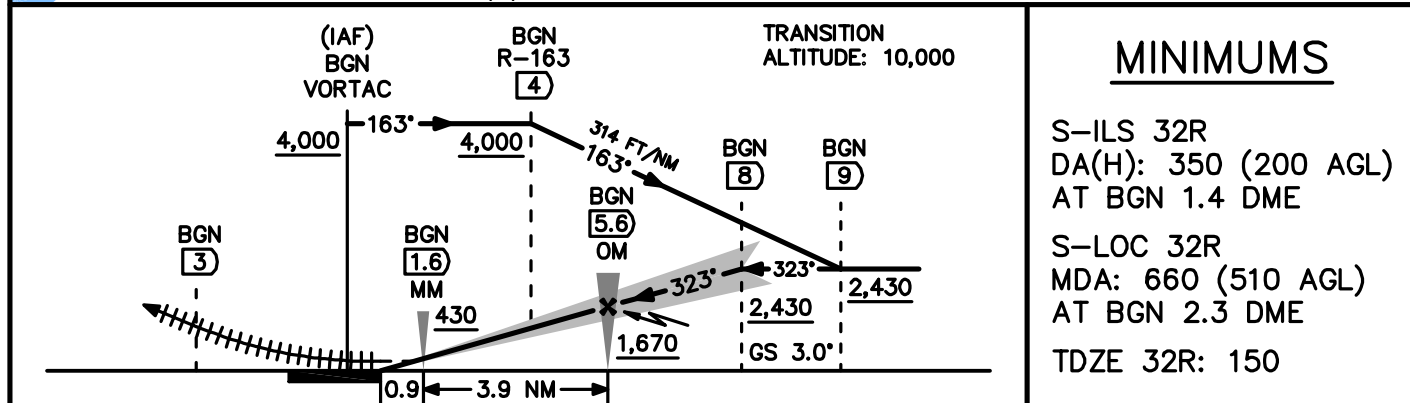 (IAF)
BGN
VORTAC
BGN
R-163
4
TRANSITION
ALTITUDE: 10,000
4,000
163°
4,000
314 FT/NM
163°
BGN
8
BGN
9
BGN
5.6
OM
BGN
3
BGN
1.6
MM
430
323°
323°
2,430
2,430
1,670
GS 3.0°
0.9
3.9 NM
MINIMUMS
S-ILS 32R
DA(H): 350 (200 AGL)
AT BGN 1.4 DME
S-LOC 32R
MDA: 660 (510 AGL)
AT BGN 2.3 DME
TDZE 32R: 150